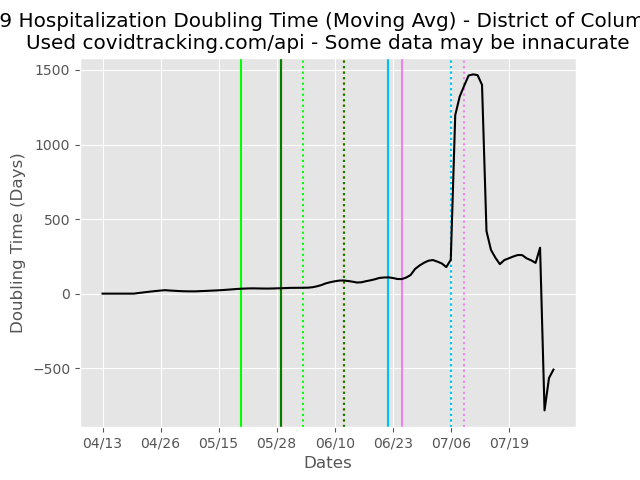 9 Hospitalization Doubling Time (Moving Avg) - District of Colum
Used covidtracking.com/api - Some data may be innacurate
Doubling Time (Days)
1500
1000
500
0
−500
04/13 04/26 05/15 05/28 06/10 06/23 07/06 07/19
Dates